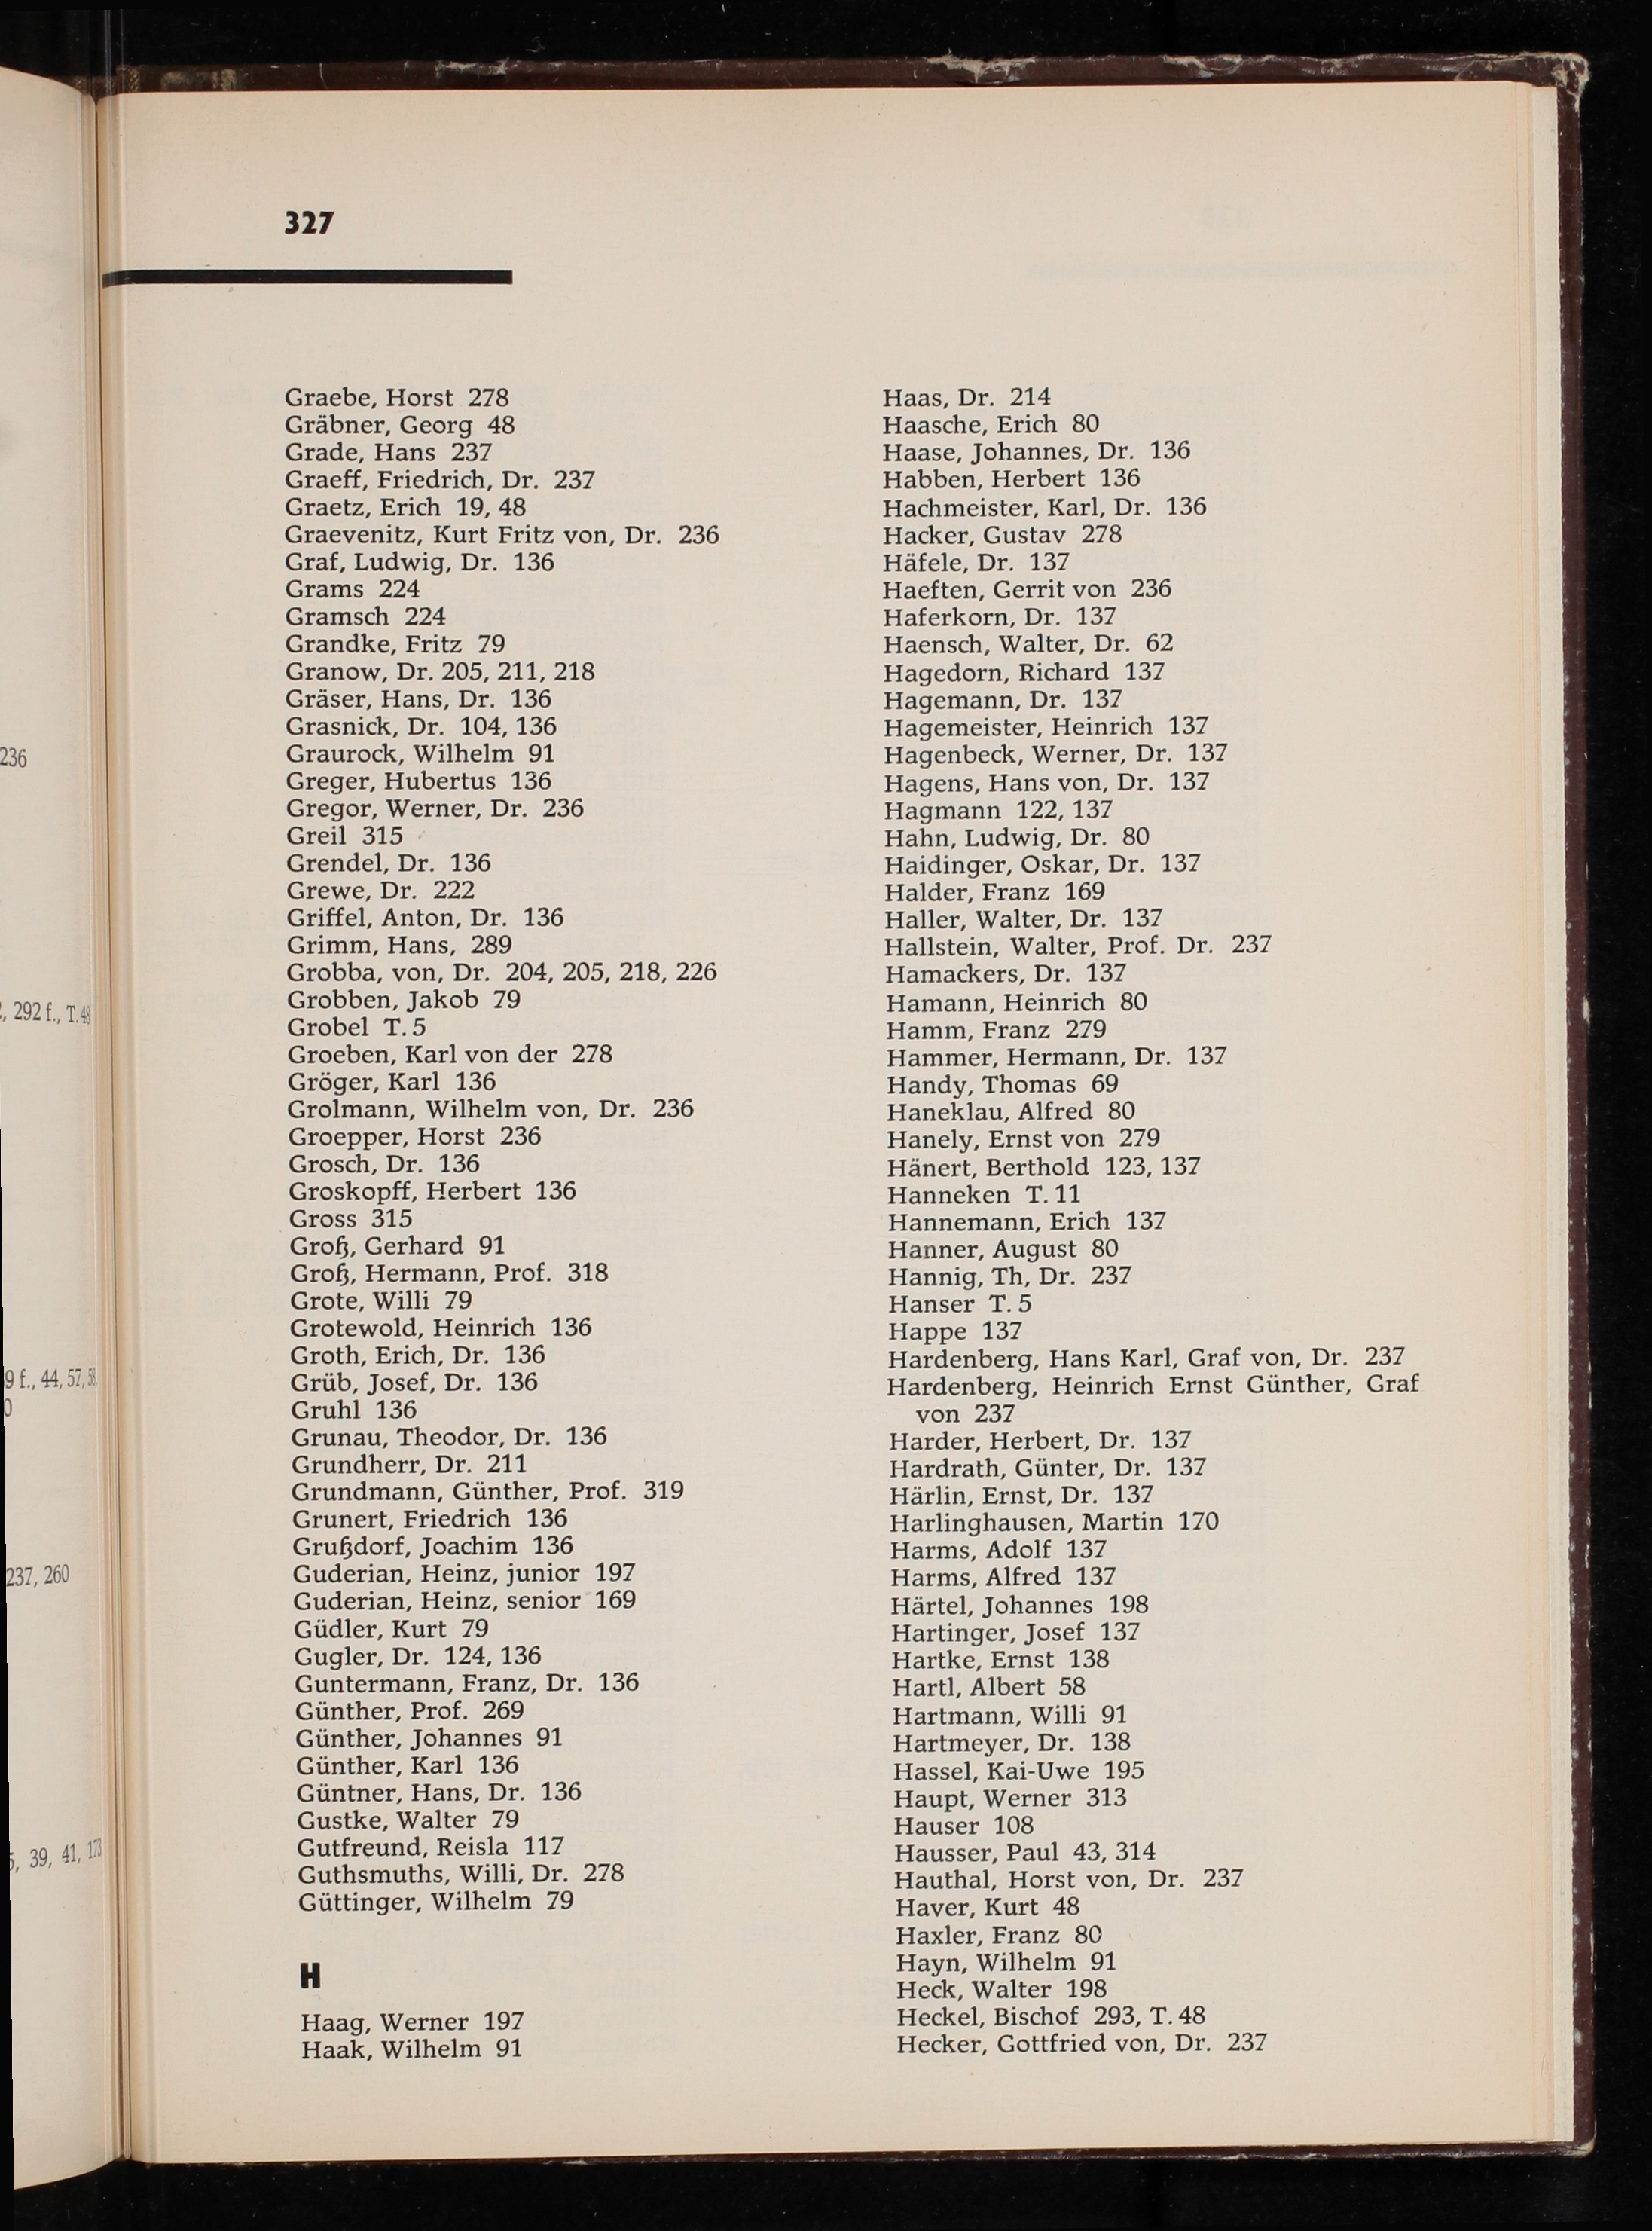 236
292 f., T.48
9 f., 44, 57, 58,
0
237, 260
39, 41, 173
327
Graebe, Horst 278
Gräbner, Georg 48
Grade, Hans 237
Graeff, Friedrich, Dr. 237
Graetz, Erich 19, 48
Graevenitz, Kurt Fritz von, Dr. 236
Graf, Ludwig, Dr. 136
Grams 224
Gramsch 224
Grandke, Fritz 79
Granow, Dr. 205, 211, 218
Gräser, Hans, Dr. 136
Grasnick, Dr. 104, 136
Graurock, Wilhelm 91
Greger, Hubertus 136
Gregor, Werner, Dr. 236
Greil 315
Grendel, Dr. 136
Grewe, Dr. 222
Griffel, Anton, Dr. 136
Grimm, Hans, 289
Grobba, von, Dr. 204, 205, 218, 226
Grobben, Jakob 79
Grobel T. 5
Groeben, Karl von der 278
Gröger, Karl 136
Grolmann, Wilhelm von, Dr. 236
Groepper, Horst 236
Grosch, Dr. 136
Groskopff, Herbert 136
Gross 315
Groß, Gerhard 91
Groß, Hermann, Prof. 318
Grote, Willi 79
Grotewold, Heinrich 136
Groth, Erich, Dr. 136
Grüb, Josef, Dr. 136
Gruhl 136
Grunau, Theodor, Dr. 136
Grundherr, Dr. 211
Grundmann, Günther, Prof. 319
Grunert, Friedrich 136
Grußdorf, Joachim 136
Guderian, Heinz, junior 197
Guderian, Heinz, senior 169
Güdler, Kurt 79
Gugler, Dr. 124, 136
Guntermann, Franz, Dr. 136
Günther, Prof. 269
Günther, Johannes 91
Günther, Karl 136
Güntner, Hans, Dr. 136
Gustke, Walter 79
Gutfreund, Reisla 117
Guthsmuths, Willi, Dr. 278
Güttinger, Wilhelm 79
H
Haag, Werner 197
Haak, Wilhelm 91
Haas, Dr. 214
Haasche, Erich 80
Haase, Johannes, Dr. 136
Habben, Herbert 136
Hachmeister, Karl, Dr. 136
Hacker, Gustav 278
Häfele, Dr. 137
Haeften, Gerrit von 236
Haferkorn, Dr. 137
Haensch, Walter, Dr. 62
Hagedorn, Richard 137
Hagemann, Dr. 137
Hagemeister, Heinrich 137
Hagenbeck, Werner, Dr. 137
Hagens, Hans von, Dr. 137
Hagmann 122, 137
Hahn, Ludwig, Dr. 80
Haidinger, Oskar, Dr. 137
Halder, Franz 169
Haller, Walter, Dr. 137
Hallstein, Walter, Prof. Dr. 237
Hamackers, Dr. 137
Hamann, Heinrich 80
Hamm, Franz 279
Hammer, Hermann, Dr. 137
Handy, Thomas 69
Haneklau, Alfred 80
Hanely, Ernst von 279
Hänert, Berthold 123, 137
Hanneken T. 11
Hannemann, Erich 137
Hanner, August 80
Hannig, Th, Dr. 237
Hanser T. 5
Happe 137
Hardenberg, Hans Karl, Graf von, Dr. 237
Hardenberg, Heinrich Ernst Günther, Graf
von 237
Harder, Herbert, Dr. 137
Hardrath, Günter, Dr. 137
Härlin, Ernst, Dr. 137
Harlinghausen, Martin 170
Harms, Adolf 137
Harms, Alfred 137
Härtel, Johannes 198
Hartinger, Josef 137
Hartke, Ernst 138
Hartl, Albert 58
Hartmann, Willi 91
Hartmeyer, Dr. 138
Hassel, Kai-Uwe 195
Haupt, Werner 313
Hauser 108
Hausser, Paul 43, 314
Hauthal, Horst von, Dr. 237
Haver, Kurt 48
Haxler, Franz 80
Hayn, Wilhelm 91
Heck, Walter 198
Heckel, Bischof 293, T. 48
Hecker, Gottfried von, Dr. 237